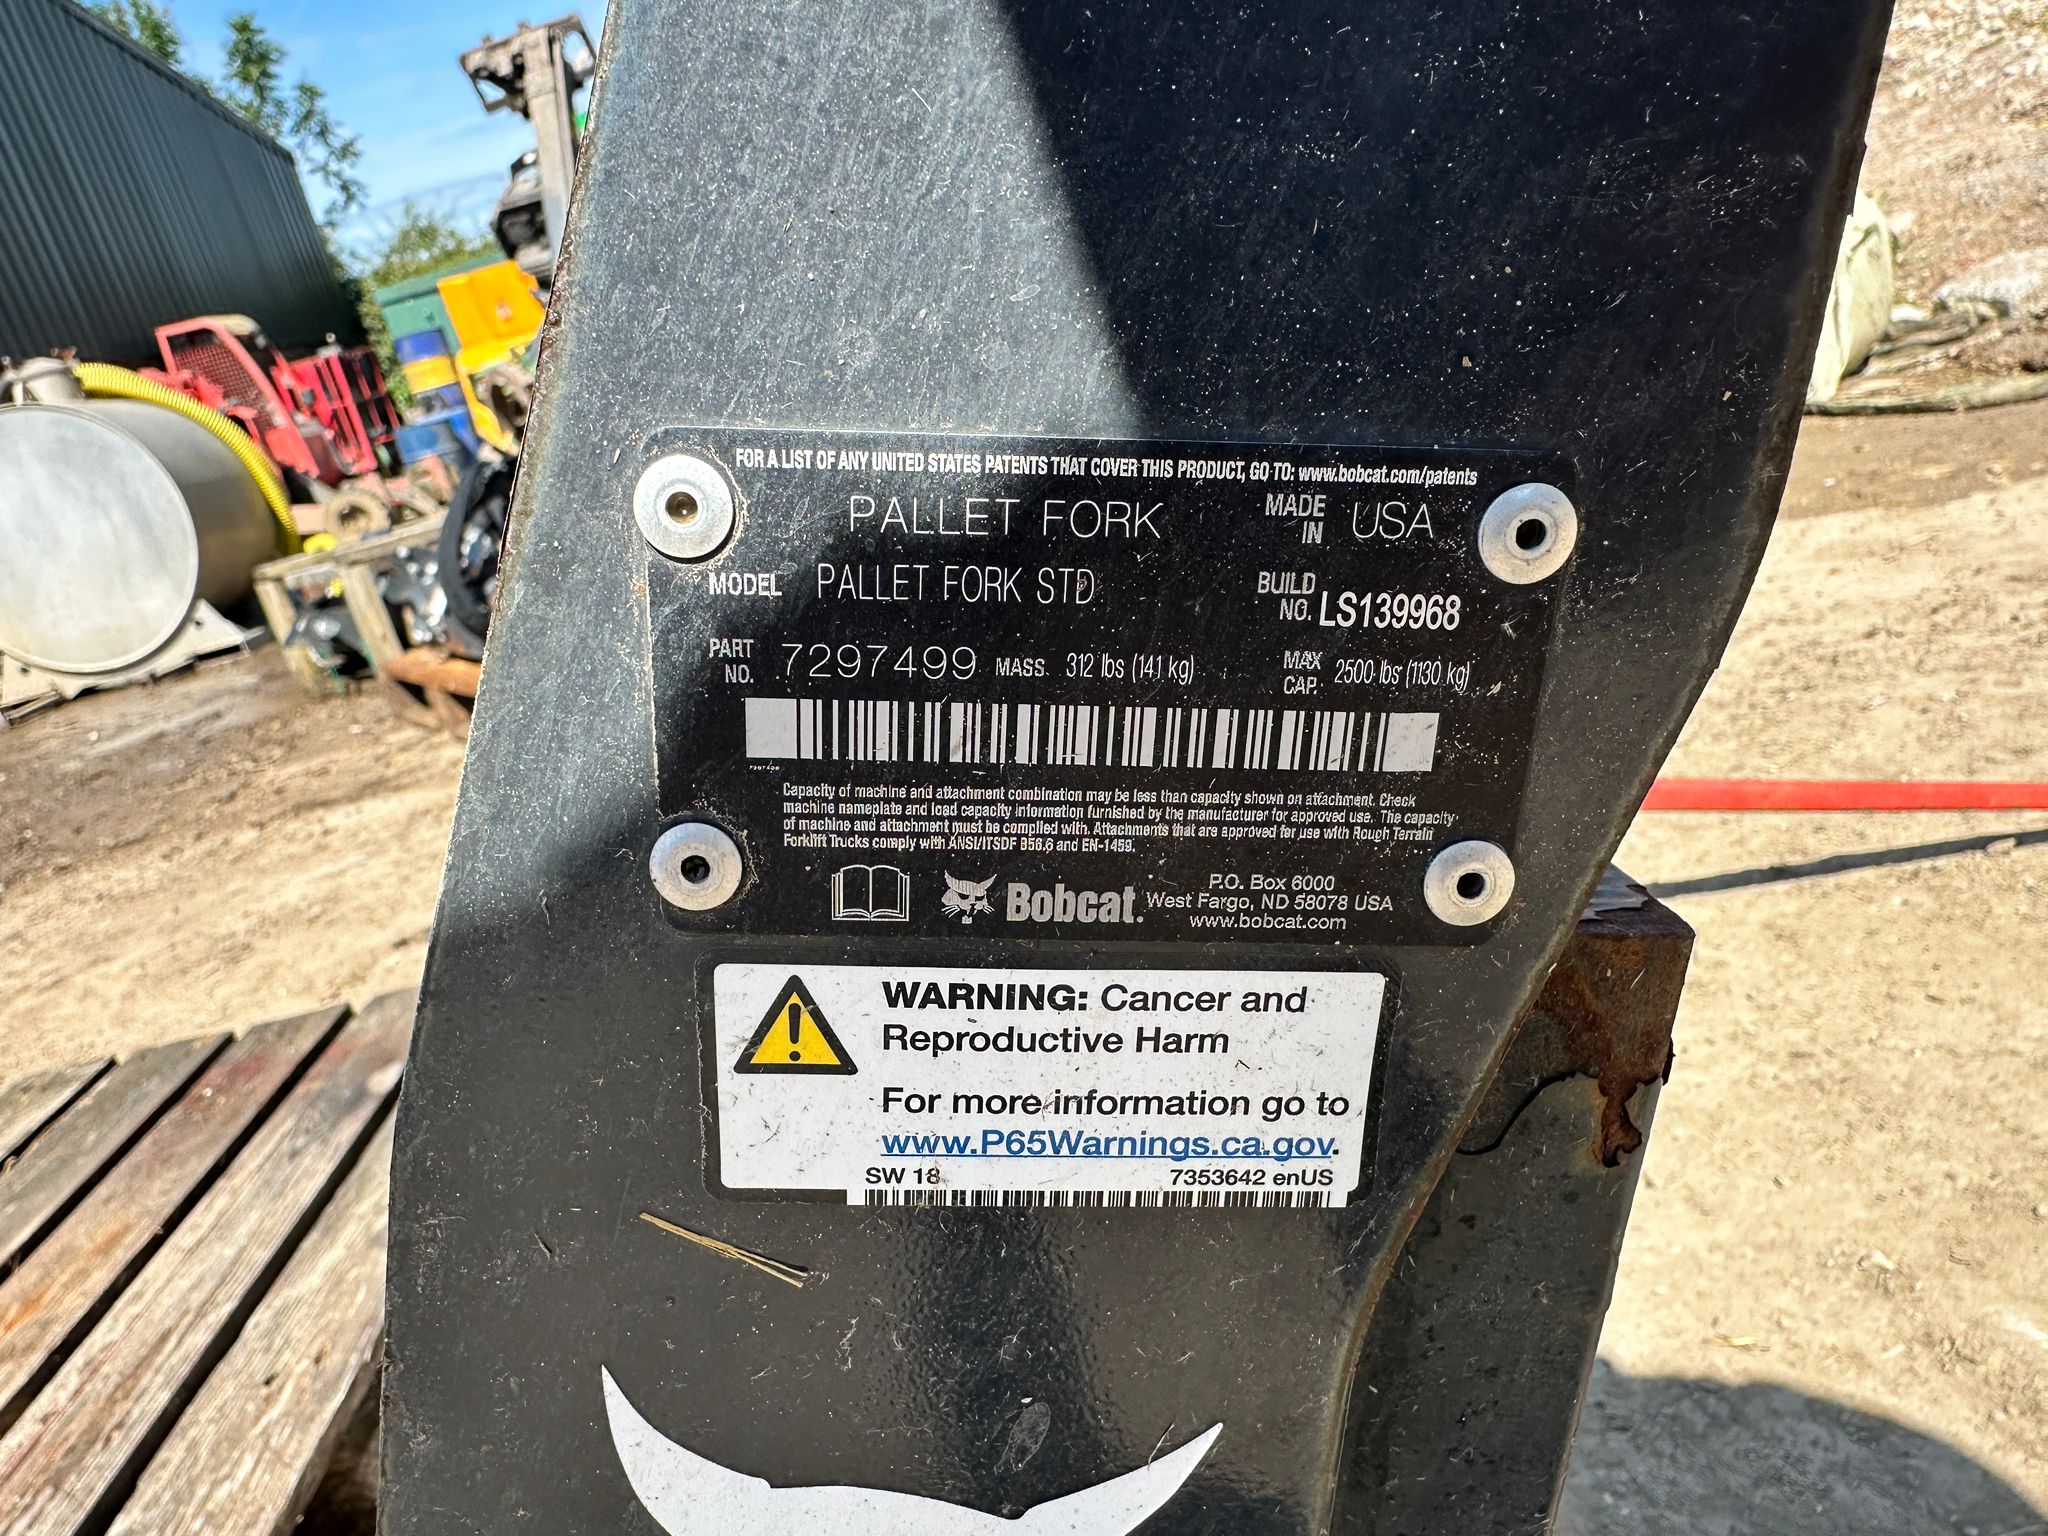 FOR A LIST OF ANY UNITED STATES PATENTS THAT COVER THIS PRODUCT, GO TO: www.bobcat.com/patents
PALLET FORK MADE IN USA
MODEL PALLET FORK STD BUILD NO. LS139968
PART NO. 7297499 MASS 312 lbs (141 kg) MAX CAP. 2500 lbs (1130 kg)
Capacity of machine and attachment combination may be less than capacity shown on attachment. Check
machine nameplate and load capacity information furnished by the manufacturer for approved use. The capacity
of machine and attachment must be complied with. Attachments that are approved for use with Rough Terrain
Forklift Trucks comply with ANSI/ITSDF B56.6 and EN-1459.
Bobcat.
P.O. Box 6000
West Fargo, ND 58078 USA
www.bobcat.com
WARNING: Cancer and
Reproductive Harm
For more information go to
www.P65Warnings.ca.gov.
SW 18 7353642 enUS